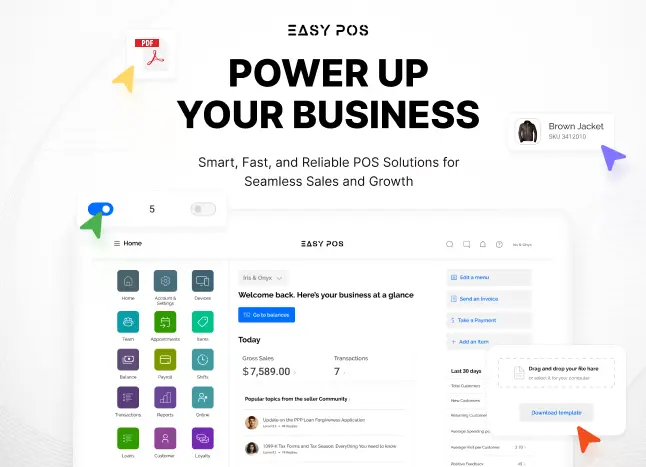 EASY POS
PDF
POWER UP
YOUR BUSINESS
Brown Jacket
SKU 3412010
Smart, Fast, and Reliable POS Solutions for
Seamless Sales and Growth
5
Home
EASY POS
Iris & Onyx
Iris & Onyx
Welcome back. Here's your business at a glance
Go to balances
Edit a menu
Send an Invoice
Take a Payment
Add an item
Home
Account &
Settings
Devices
Team
Appointments
Items
Balance
Payroll
Shifts
Transactions
Reports
Online
Loans
Customer
Loyalty
Today
Gross Sales
$7,589.00
Transactions
7
Popular topics from the seller Community
Update on the PPP Loan Forgiveness Application
1099-K Tax Forms and Tax Season: Everything You need to know
Last 30 days
Total Customers
New Customers
Returning Customer
Average Spending
Positive Feedback
Drag and drop your file here
or select it for your computer
Download template